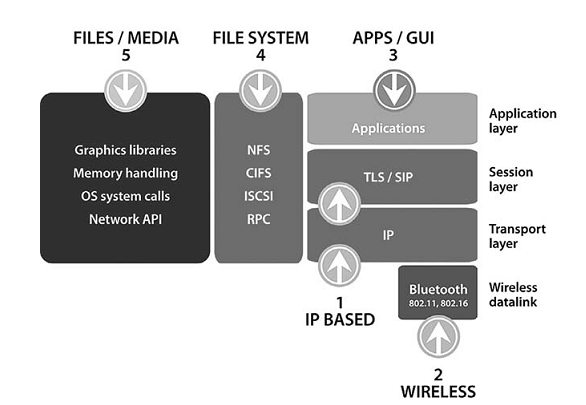 FILES / MEDIA
5
FILE SYSTEM
4
APPS / GUI
3
Graphics libraries
Memory handling
OS system calls
Network API
NFS
CIFS
ISCSI
RPC
Applications
Application
layer
TLS / SIP
Session
layer
IP
Transport
layer
Bluetooth
802.11, 802.16
Wireless
datalink
1
IP BASED
2
WIRELESS